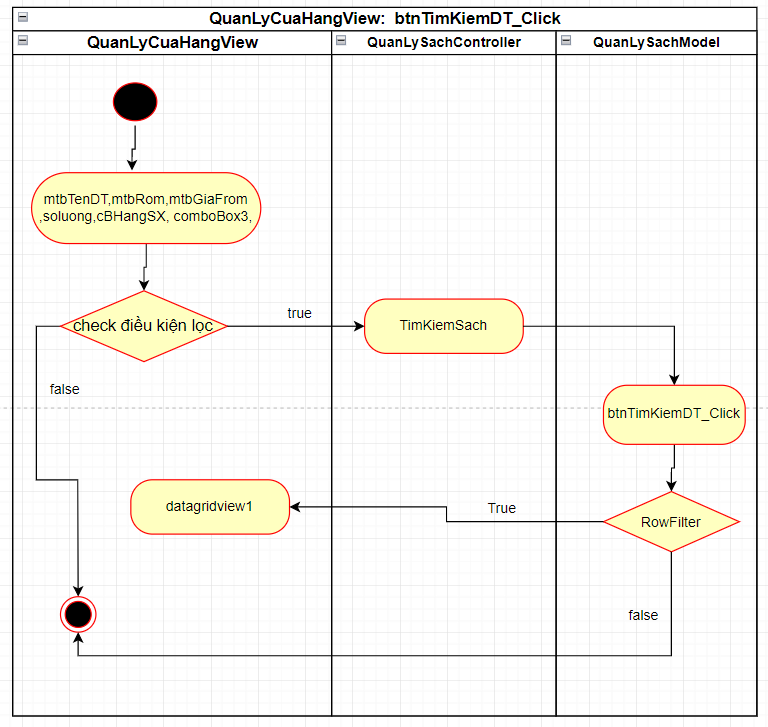 QuanLyCuaHangView: btnTimKiemDT_Click
QuanLyCuaHangView
QuanLySachController
QuanLySachModel
mtbTenDT,mtbRom,mtbGiaFrom
,soluong,cBHangSX, comboBox3,
check điều kiện lọc
true
TimKiemSach
false
btnTimKiemDT_Click
datagridview1
True
RowFilter
false